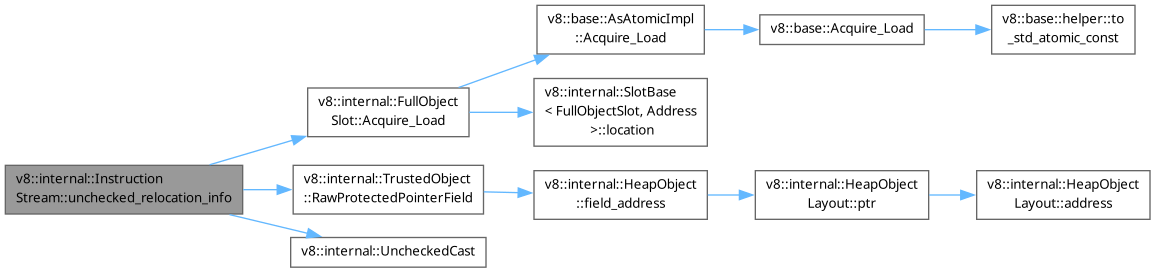 v8::base::AsAtomicImpl
::Acquire_Load
v8::base::Acquire_Load
v8::base::helper::to
_std_atomic_const
v8::internal::FullObject
Slot::Acquire_Load
v8::internal::SlotBase
< FullObjectSlot, Address
>::location
v8::internal::Instruction
Stream::unchecked_relocation_info
v8::internal::TrustedObject
::RawProtectedPointerField
v8::internal::HeapObject
::field_address
v8::internal::HeapObject
Layout::ptr
v8::internal::HeapObject
Layout::address
v8::internal::UncheckedCast